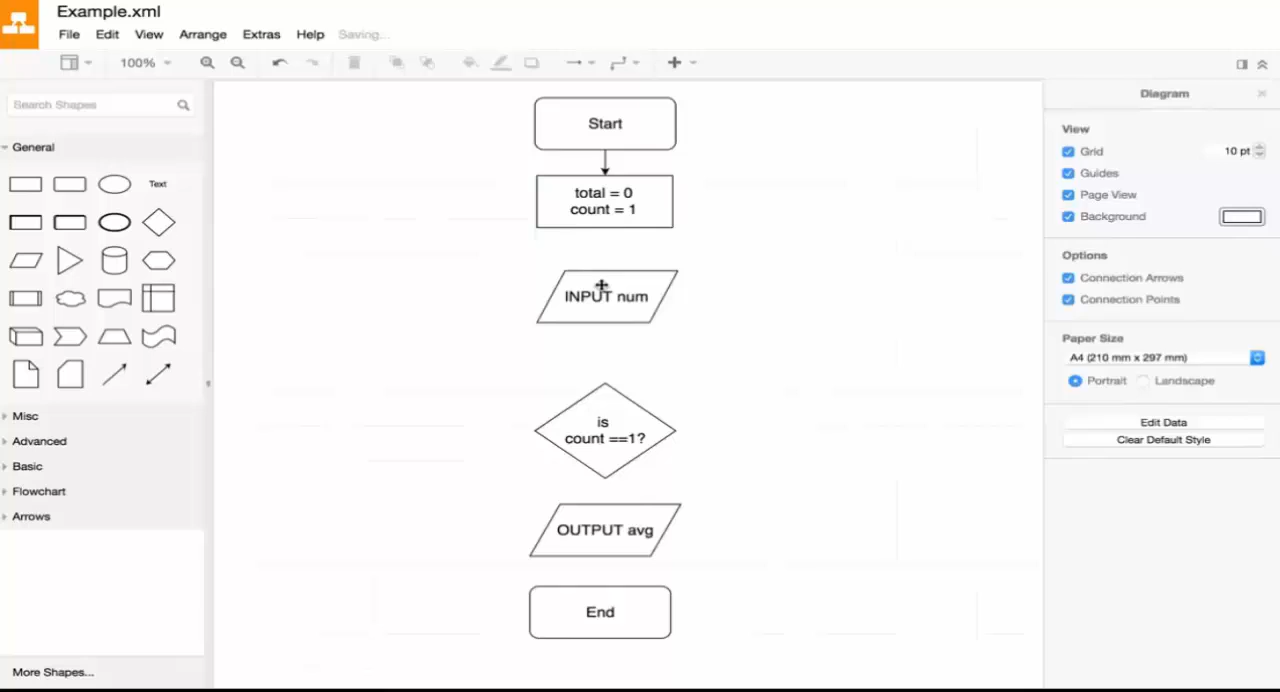 Example.xml
File Edit View Arrange Extras Help Saving...
100%
Search Shapes
General
Text
Misc
Advanced
Basic
Flowchart
Arrows
More Shapes...
Start
total = 0
count = 1
INPUT num
is
count ==1?
OUTPUT avg
End
Diagram
View
Grid 10 pt
Guides
Page View
Background
Options
Connection Arrows
Connection Points
Paper Size
A4 (210 mm x 297 mm)
Portrait Landscape
Edit Data
Clear Default Style